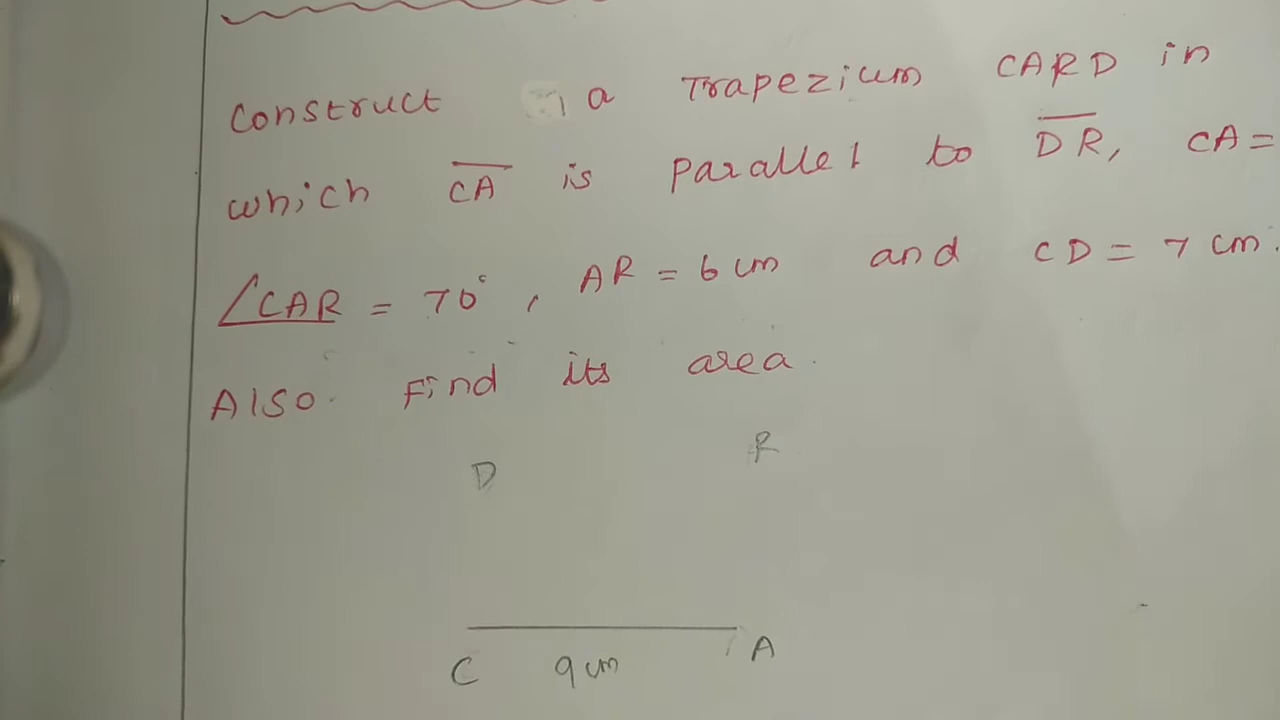 Construct a Trapezium CARD in
which CA is parallel to DR, CA=
∠CAR = 70°, AR = 6 cm and CD = 7 cm.
Also Find its area.
D R
C 9 cm A